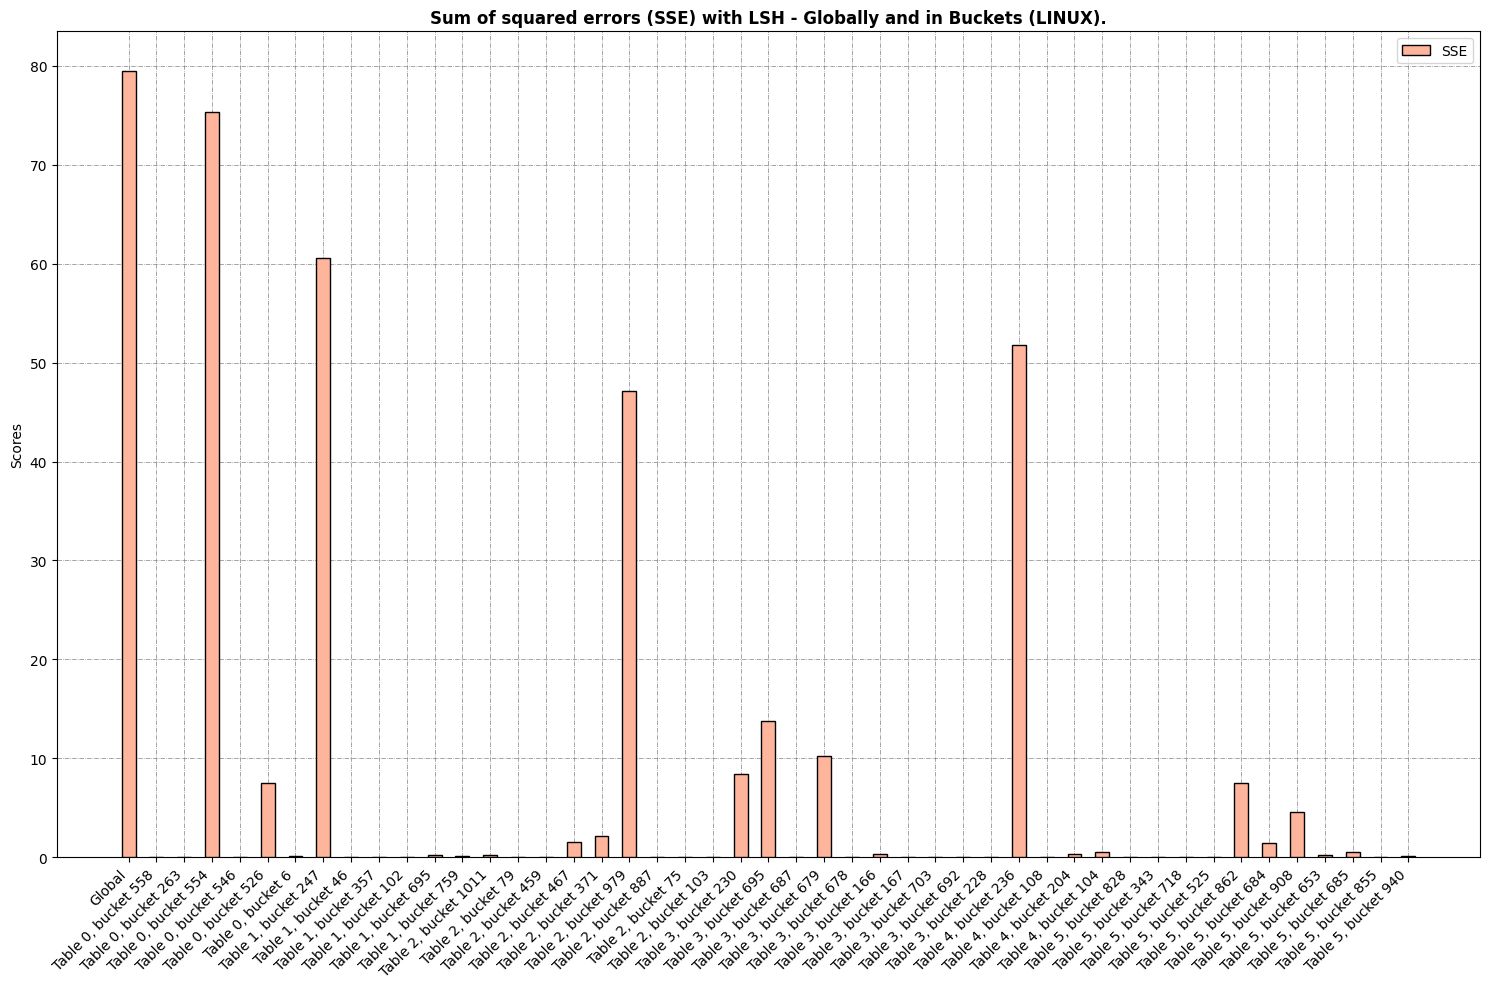 Sum of squared errors (SSE) with LSH - Globally and in Buckets (LINUX).
SSE
Scores
80
70
60
50
40
30
20
10
0
Global
Table 0, bucket 558
Table 0, bucket 263
Table 0, bucket 554
Table 0, bucket 546
Table 0, bucket 526
Table 0, bucket 6
Table 1, bucket 247
Table 1, bucket 46
Table 1, bucket 357
Table 1, bucket 102
Table 1, bucket 695
Table 1, bucket 759
Table 2, bucket 1011
Table 2, bucket 79
Table 2, bucket 459
Table 2, bucket 467
Table 2, bucket 371
Table 2, bucket 979
Table 2, bucket 887
Table 2, bucket 75
Table 2, bucket 103
Table 3, bucket 230
Table 3, bucket 695
Table 3, bucket 687
Table 3, bucket 679
Table 3, bucket 678
Table 3, bucket 166
Table 3, bucket 167
Table 3, bucket 703
Table 3, bucket 692
Table 3, bucket 228
Table 4, bucket 236
Table 4, bucket 108
Table 4, bucket 204
Table 4, bucket 104
Table 5, bucket 828
Table 5, bucket 343
Table 5, bucket 718
Table 5, bucket 525
Table 5, bucket 862
Table 5, bucket 684
Table 5, bucket 908
Table 5, bucket 653
Table 5, bucket 685
Table 5, bucket 855
Table 5, bucket 940